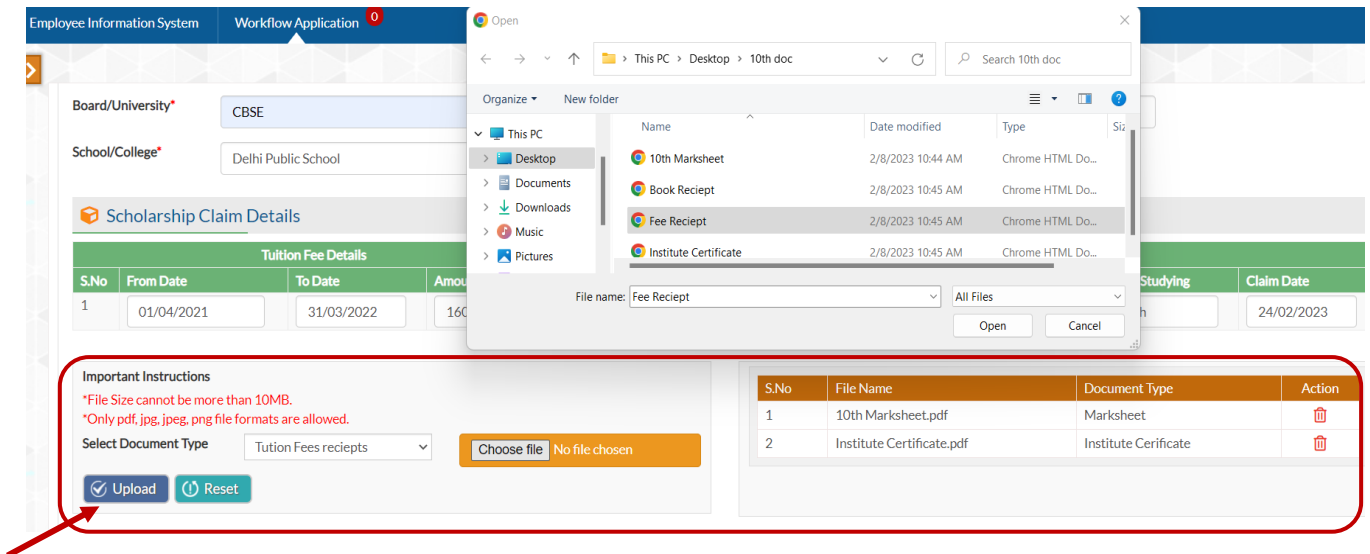 Employee Information System
Workflow Application 0
Board/University* CBSE
School/College* Delhi Public School
Scholarship Claim Details
Tuition Fee Details
S.No From Date To Date Studying Claim Date
1 01/04/2021 31/03/2022 24/02/2023
Open
This PC > Desktop > 10th doc
Search 10th doc
Organize New folder
This PC
Desktop
Documents
Downloads
Music
Pictures
Name Date modified Type
10th Marksheet 2/8/2023 10:44 AM Chrome HTML Do...
Book Reciept 2/8/2023 10:45 AM Chrome HTML Do...
Fee Reciept 2/8/2023 10:45 AM Chrome HTML Do...
Institute Certificate 2/8/2023 10:45 AM Chrome HTML Do...
File name: Fee Reciept All Files
Open Cancel
Important Instructions
*File Size cannot be more than 10MB.
*Only pdf, jpg, jpeg, png file formats are allowed.
Select Document Type Tution Fees reciepts Choose file No file chosen
Upload Reset
S.No File Name Document Type Action
1 10th Marksheet.pdf Marksheet
2 Institute Certificate.pdf Institute Cerificate